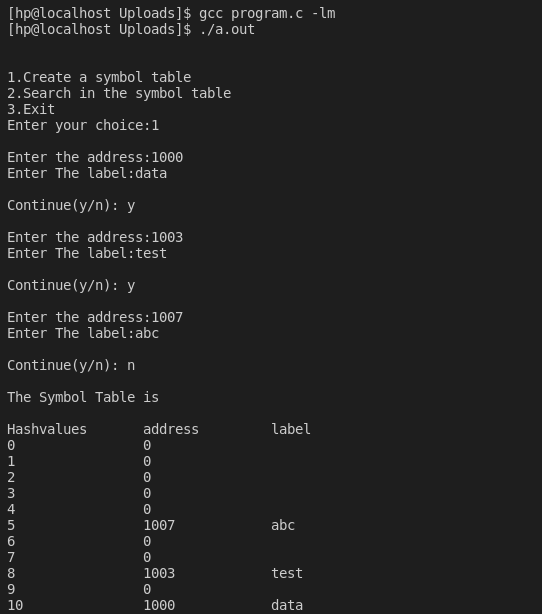 [hp@localhost Uploads]$ gcc program.c -lm
[hp@localhost Uploads]$ ./a.out
1.Create a symbol table
2.Search in the symbol table
3.Exit
Enter your choice:1
Enter the address:1000
Enter The label:data
Continue(y/n): y
Enter the address:1003
Enter The label:test
Continue(y/n): y
Enter the address:1007
Enter The label:abc
Continue(y/n): n
The Symbol Table is
Hashvalues address label
0 0
1 0
2 0
3 0
4 0
5 1007 abc
6 0
7 0
8 1003 test
9 0
10 1000 data